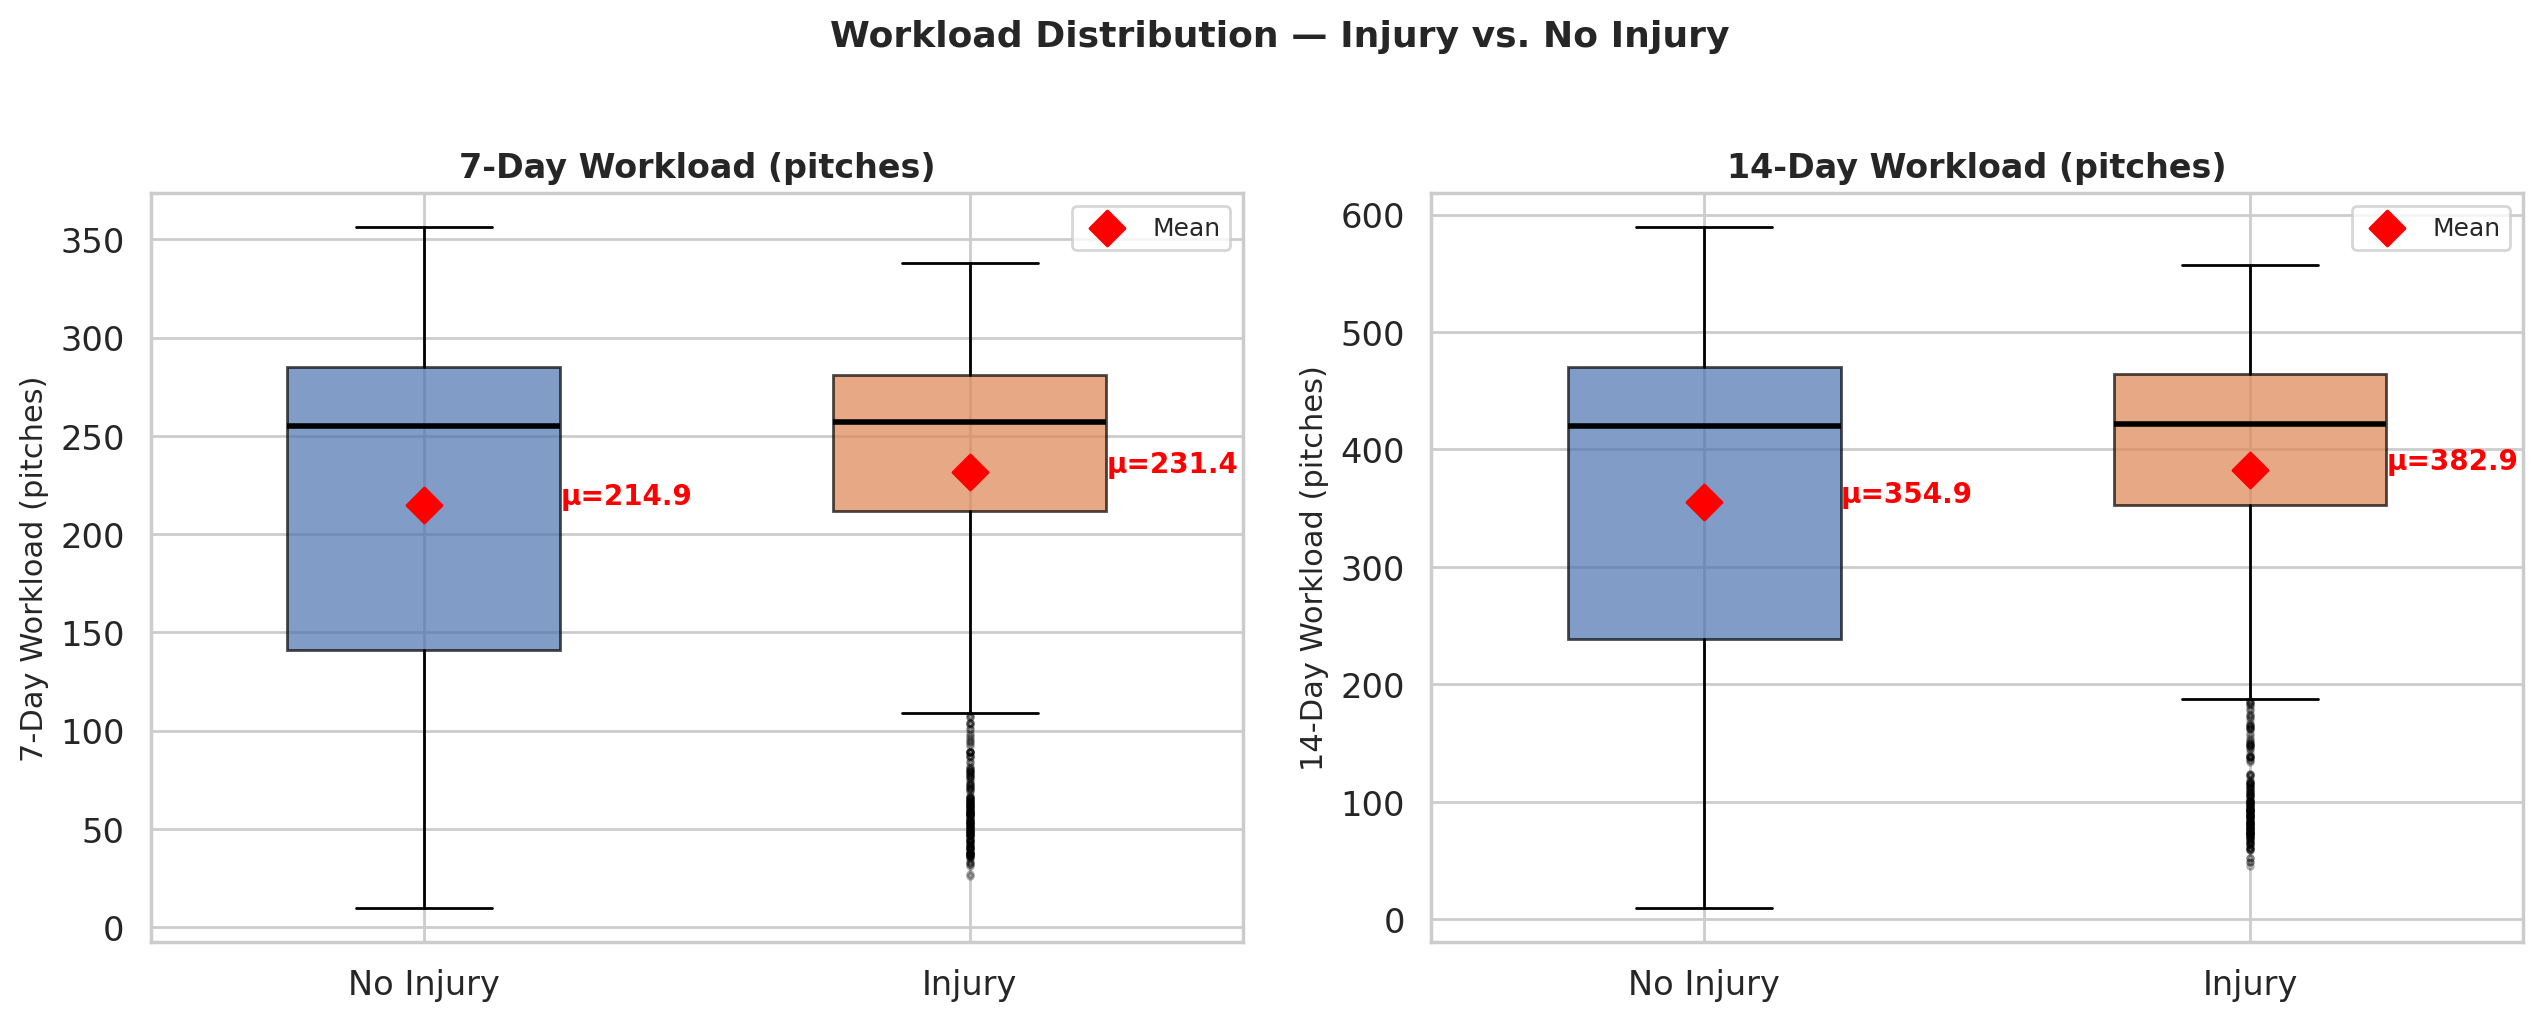 Workload Distribution — Injury vs. No Injury
7-Day Workload (pitches)
7-Day Workload (pitches)
350
300
250
200
150
100
50
0
Mean
μ=214.9
μ=231.4
No Injury
Injury
14-Day Workload (pitches)
14-Day Workload (pitches)
600
500
400
300
200
100
0
Mean
μ=354.9
μ=382.9
No Injury
Injury